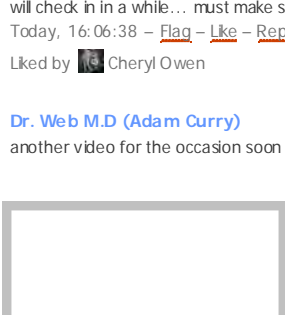 will check in in a while... must make s
Today, 16:06:38 – Flag – Like – Rep
Liked by Cheryl Owen
Dr. Web M.D (Adam Curry)
another video for the occasion soon